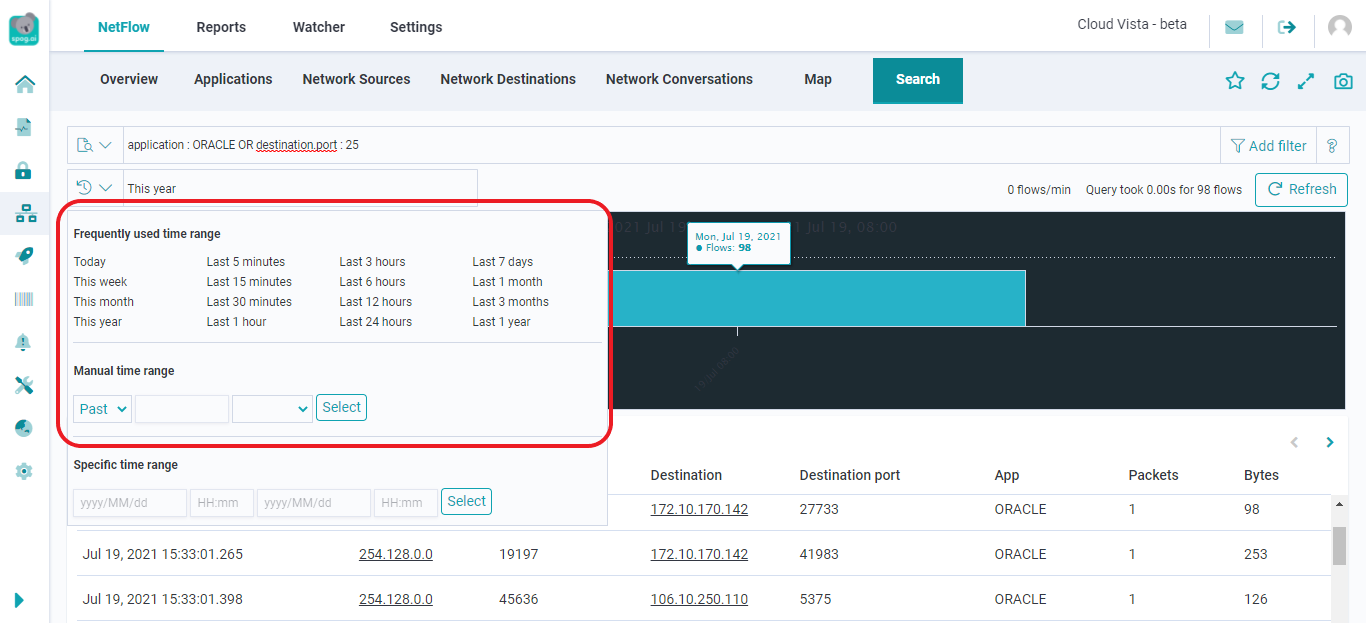 spog.ai
NetFlow Reports Watcher Settings Cloud Vista - beta
Overview Applications Network Sources Network Destinations Network Conversations Map Search
application : ORACLE OR destination.port : 25 Add filter ?
This year 0 flows/min Query took 0.00s for 98 flows Refresh
021 Jul 19 Jul 19, 08:00
Mon, Jul 19, 2021
Flows: 98
19 Jul 08:00
Frequently used time range
Today Last 5 minutes Last 3 hours Last 7 days
This week Last 15 minutes Last 6 hours Last 1 month
This month Last 30 minutes Last 12 hours Last 3 months
This year Last 1 hour Last 24 hours Last 1 year
Manual time range
Past Select
Specific time range
yyyy/MM/dd HH:mm yyyy/MM/dd HH:mm Select
Destination Destination port App Packets Bytes
172.10.170.142 27733 ORACLE 1 98
Jul 19, 2021 15:33:01.265 254.128.0.0 19197 172.10.170.142 41983 ORACLE 1 253
Jul 19, 2021 15:33:01.398 254.128.0.0 45636 106.10.250.110 5375 ORACLE 1 126